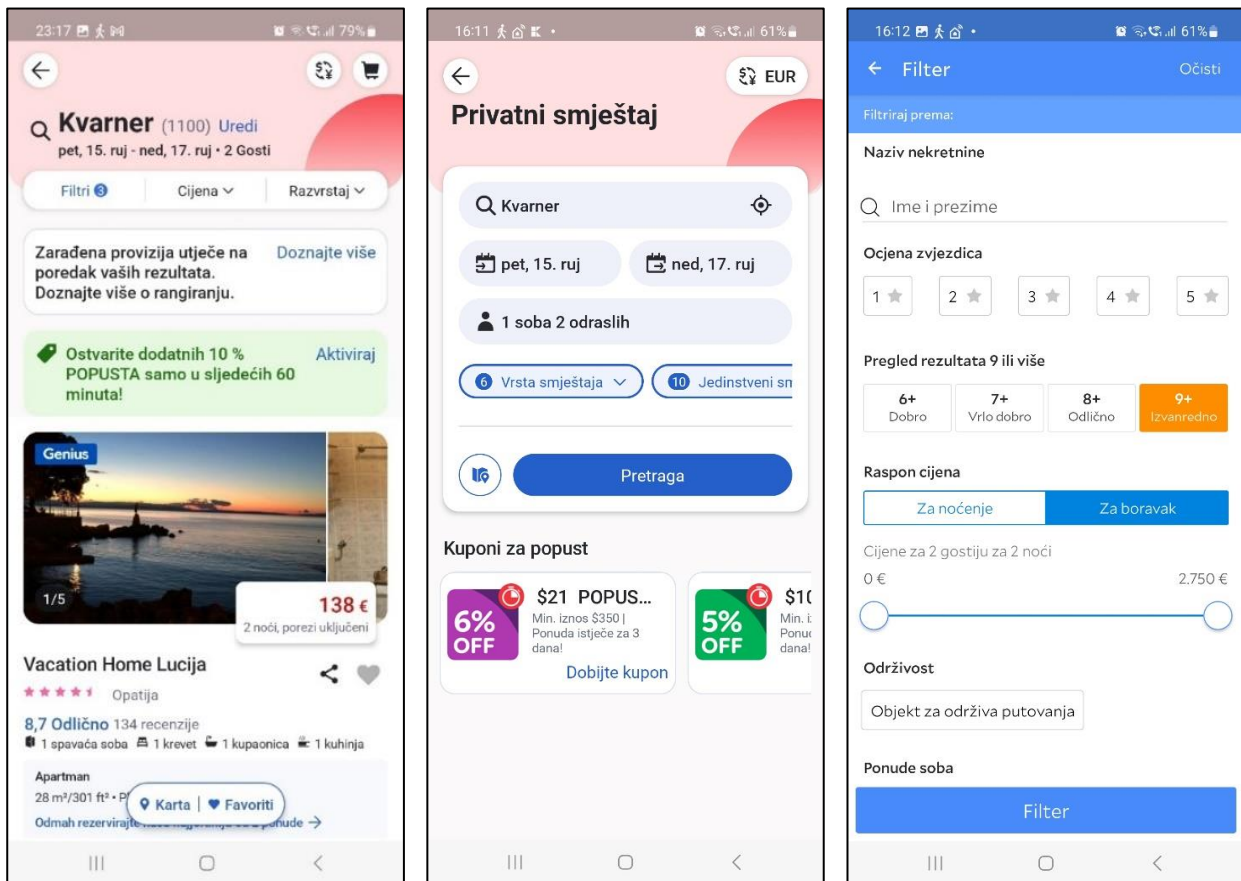 23:17
79%
Kvarner (1100) Uredi
pet, 15. ruj - ned, 17. ruj • 2 Gosti
Filtri 3
Cijena
Razvrstaj
Zarađena provizija utječe na
poredak vaših rezultata.
Doznajte više o rangiranju.
Doznajte više
Ostvarite dodatnih 10 %
POPUSTA samo u sljedećih 60
minuta!
Aktiviraj
Genius
1/5
138 €
2 noći, porezi uključeni
Vacation Home Lucija
Opatija
8,7 Odlično 134 recenzije
1 spavaća soba 1 krevet 1 kupaonica 1 kuhinja
Apartman
28 m²/301 ft² •
Karta | Favoriti
Odmah rezervirajte
16:11
61%
EUR
Privatni smještaj
Kvarner
pet, 15. ruj
ned, 17. ruj
1 soba 2 odraslih
6 Vrsta smještaja
10 Jedinstveni sm
Pretraga
Kuponi za popust
6%
OFF
$21 POPUS...
Min. iznos $350 |
Ponuda istječe za 3
dana!
Dobijte kupon
5%
OFF
$10
Min. i
Ponud
dana!
16:12
61%
Filter
Očisti
Filtriraj prema:
Naziv nekretnine
Ime i prezime
Ocjena zvjezdica
1 2 3 4 5
Pregled rezultata 9 ili više
6+
Dobro
7+
Vrlo dobro
8+
Odlično
9+
Izvanredno
Raspon cijena
Za noćenje
Za boravak
Cijene za 2 gostiju za 2 noći
0 €
2.750 €
Održivost
Objekt za održiva putovanja
Ponude soba
Filter